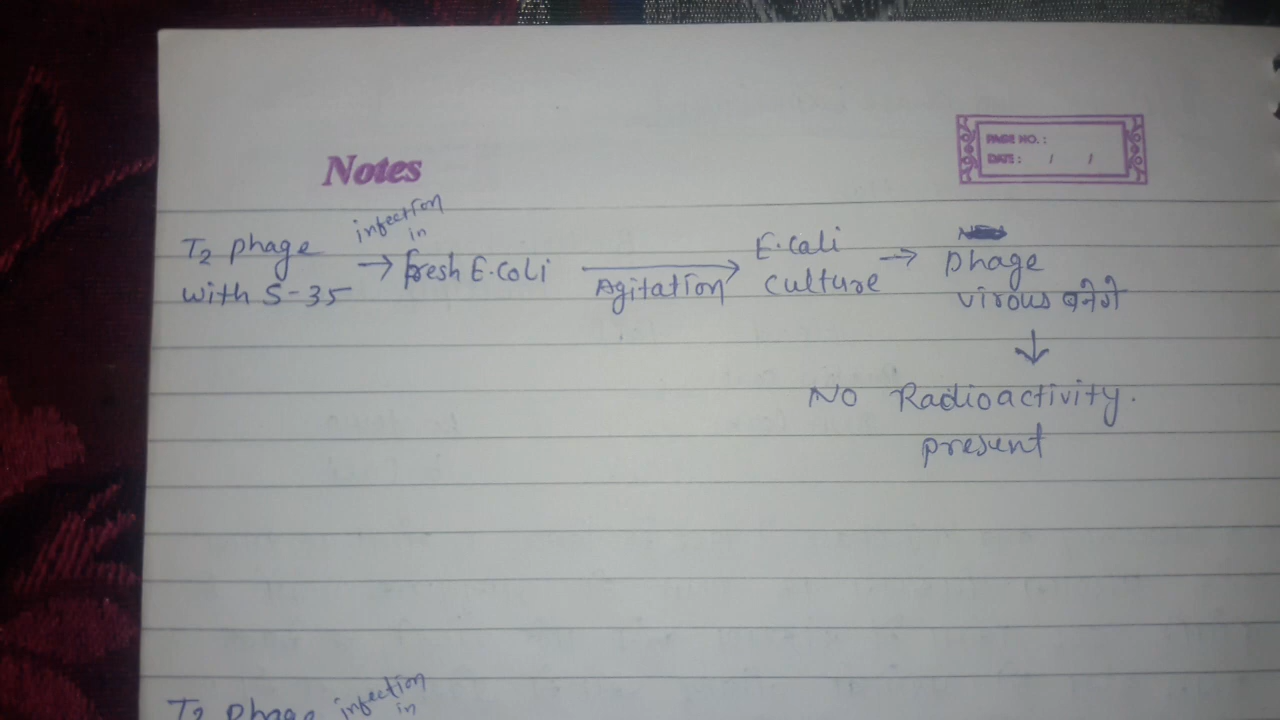 Notes
PAGE NO. :
DATE : / /
T2 phage with S-35
infection in
→ fresh E.coli
Agitation
E.cali culture
→ phage virous बनेगे
↓
No Radioactivity. present
T2 phage infection in